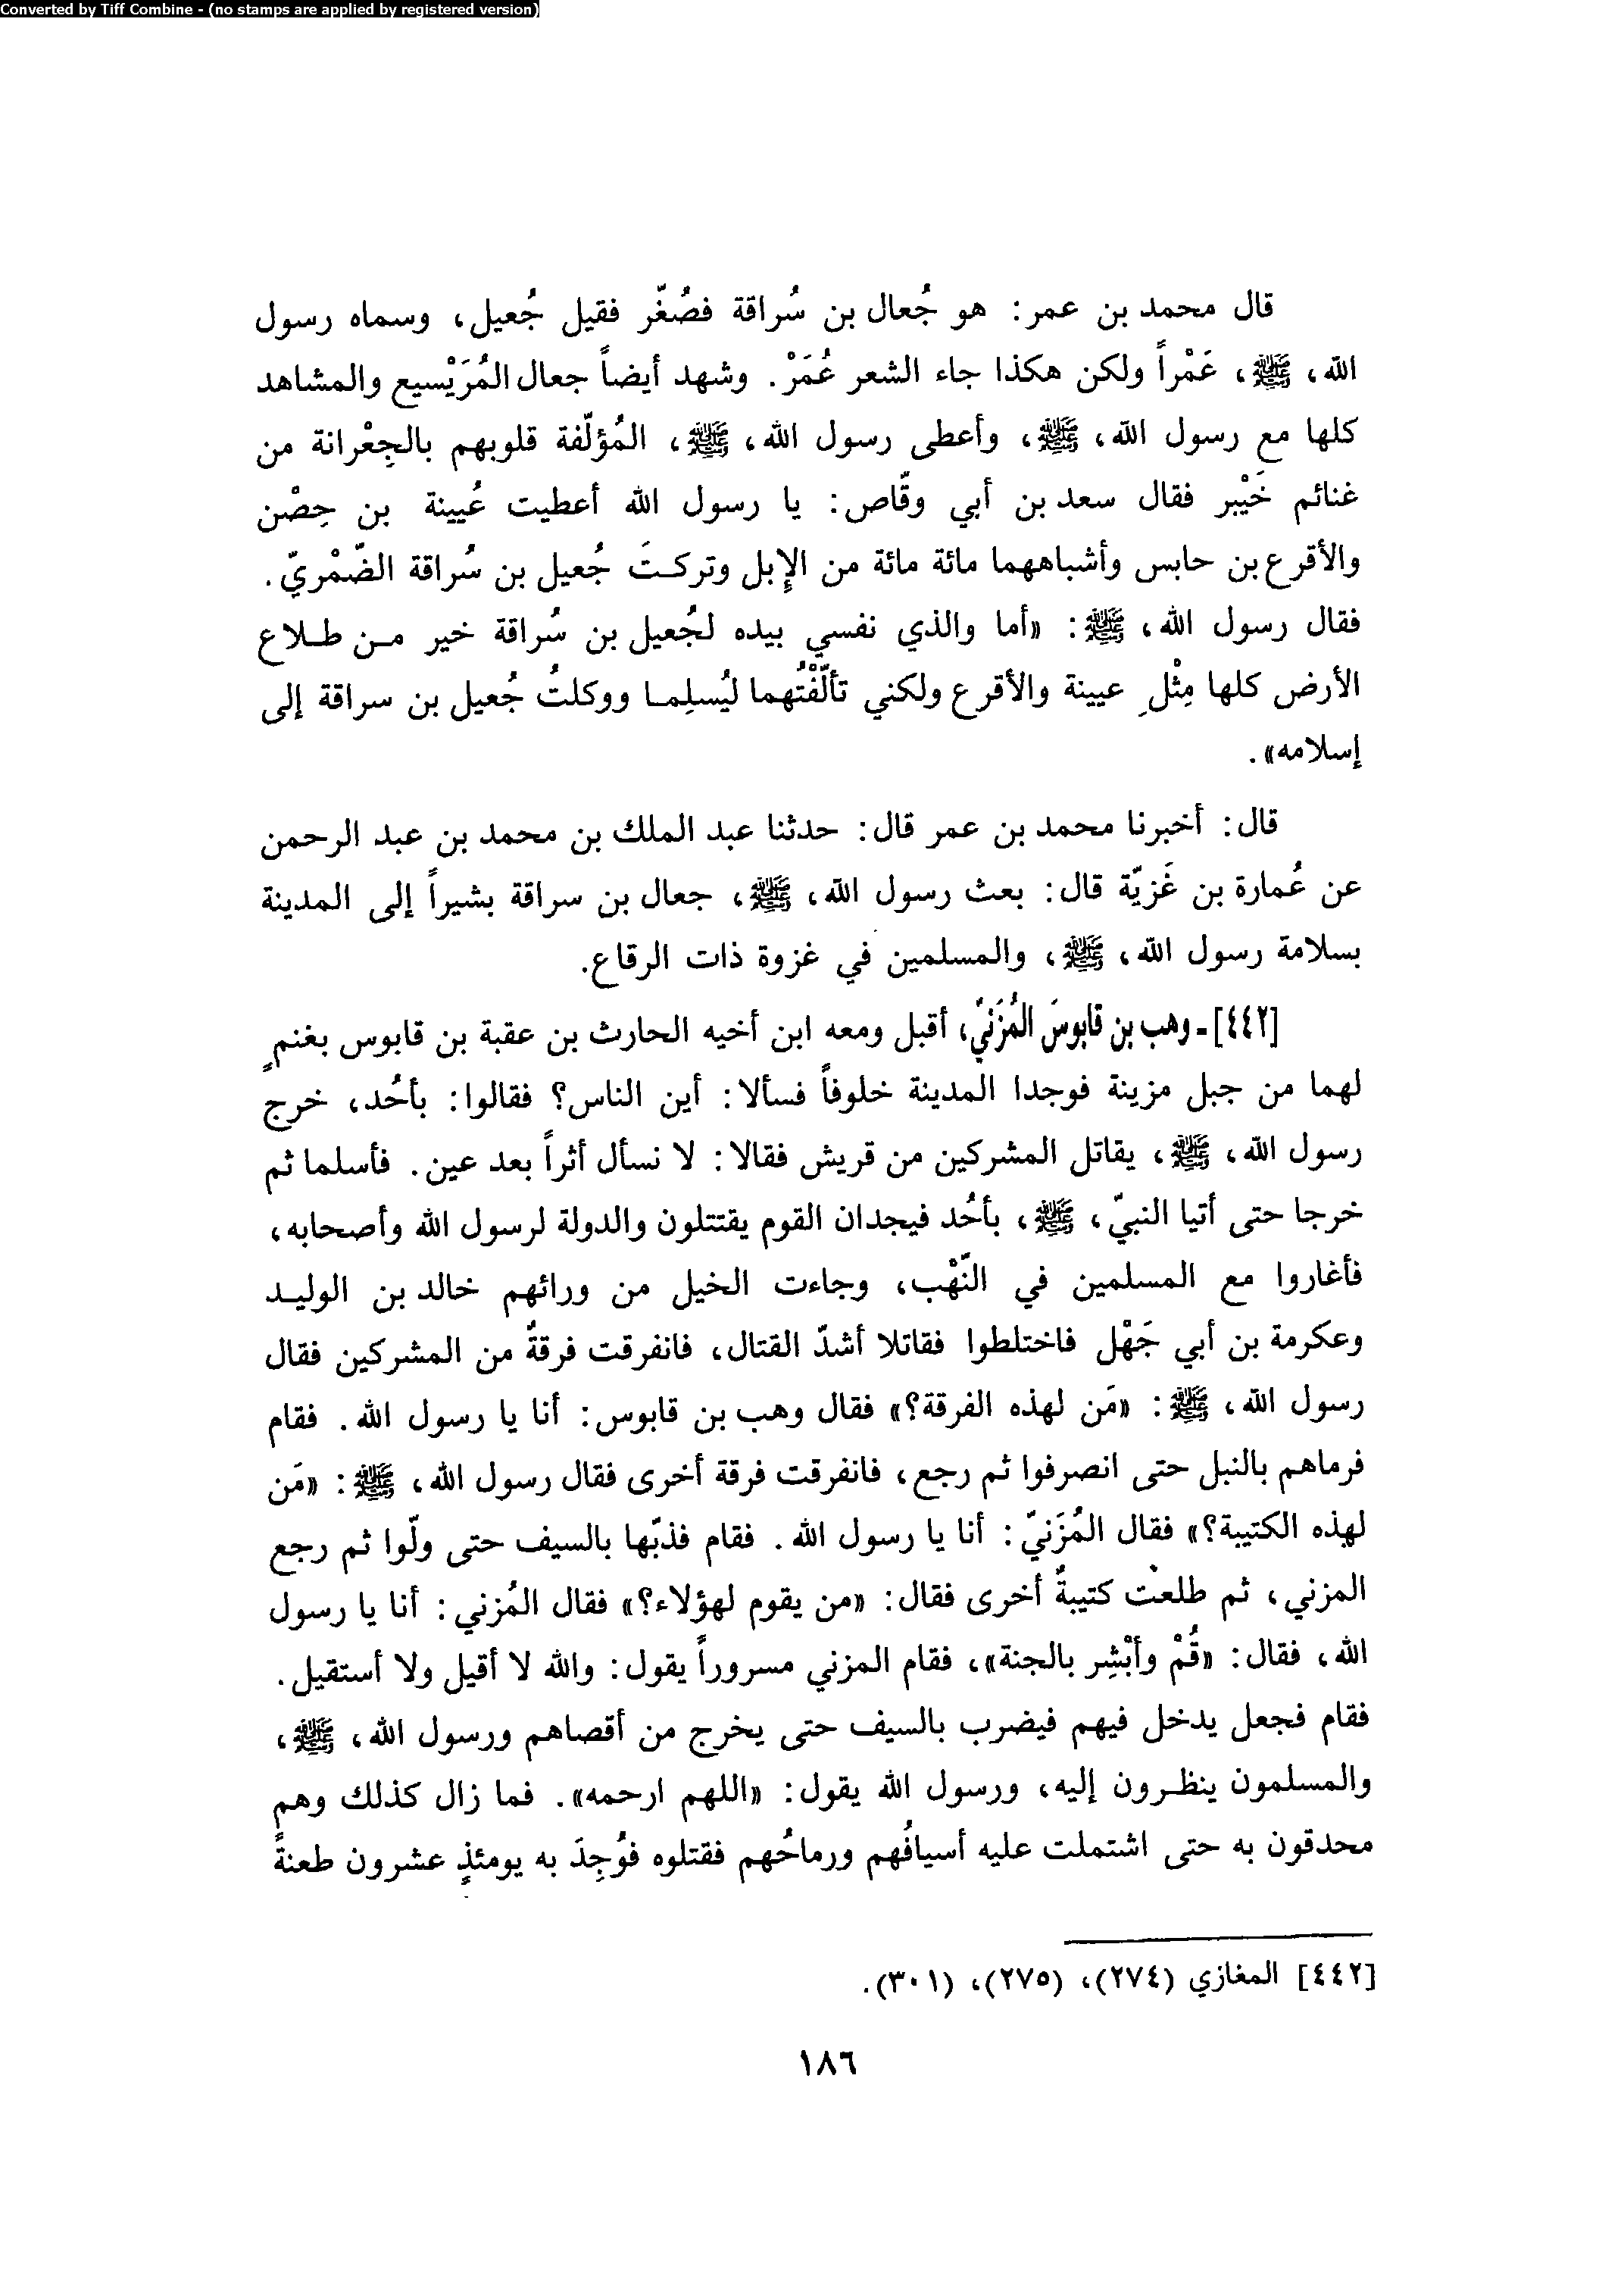 Converted by Tiff Combine - (no stamps are applied by registered version)
قال محمد بن عمر: هو جُعال بن سُراقة فصُغّر فقيل جُعيل، وسماه رسول
الله، ﷺ، عَمْراً ولكن هكذا جاء الشعر عُمَرْ. وشهد أيضاً جعال المُرَيْسيع والمشاهد
كلها مع رسول الله، ﷺ، وأعطى رسول الله، ﷺ، المُؤلّفة قلوبهم بالجِعْرانة من
غنائم خَيْبر فقال سعد بن أبي وقّاص: يا رسول الله أعطيت عُيينة بن حِصْن
والأقرع بن حابس وأشباههما مائة مائة من الإبل وتركتَ جُعيل بن سُراقة الضّمْريّ.
فقال رسول الله، ﷺ: «أما والذي نفسي بيده لجُعيل بن سُراقة خير من طلاع
الأرض كلها مِثْلِ عيينة والأقرع ولكني تألّفْتُهما ليُسلِما ووكلتُ جُعيل بن سراقة إلى
إسلامه».
قال: أخبرنا محمد بن عمر قال: حدثنا عبد الملك بن محمد بن عبد الرحمن
عن عُمارة بن غَزيّة قال: بعث رسول الله، ﷺ، جعال بن سراقة بشيراً إلى المدينة
بسلامة رسول الله، ﷺ، والمسلمين في غزوة ذات الرقاع.
[٤٤٢] - وهب بن قابوسَ المُزَنيّ، أقبل ومعه ابن أخيه الحارث بن عقبة بن قابوس بغنمٍ
لهما من جبل مزينة فوجدا المدينة خلوفاً فسألا: أين الناس؟ فقالوا: بأُحُد، خرج
رسول الله، ﷺ، يقاتل المشركين من قريش فقالا: لا نسأل أثراً بعد عين. فأسلما ثم
خرجا حتى أتيا النبيّ، ﷺ، بأحُد فيجدان القوم يقتتلون والدولة لرسول الله وأصحابه،
فأغاروا مع المسلمين في النّهْب، وجاءت الخيل من ورائهم خالد بن الوليد
وعكرمة بن أبي جَهْل فاختلطوا فقاتلا أشدّ القتال، فانفرقت فرقةٌ من المشركين فقال
رسول الله، ﷺ: «مَن لهذه الفرقة؟» فقال وهب بن قابوس: أنا يا رسول الله. فقام
فرماهم بالنبل حتى انصرفوا ثم رجع، فانفرقت فرقة أخرى فقال رسول الله، ﷺ: «مَن
لهذه الكتيبة؟» فقال المُزَنيّ: أنا يا رسول الله. فقام فذبّها بالسيف حتى ولّوا ثم رجع
المزني، ثم طلعت كتيبةٌ أخرى فقال: «من يقوم لهؤلاء؟» فقال المُزني: أنا يا رسول
الله، فقال: «قُمْ وأبْشِر بالجنة»، فقام المزني مسروراً يقول: والله لا أقيل ولا أستقيل.
فقام فجعل يدخل فيهم فيضرب بالسيف حتى يخرج من أقصاهم ورسول الله، ﷺ،
والمسلمون ينظرون إليه، ورسول الله يقول: «اللهم ارحمه». فما زال كذلك وهم
محدقون به حتى اشتملت عليه أسيافُهم ورماحُهم فقتلوه فوُجِدَ به يومئذٍ عشرون طعنةً
[٤٤٢] المغازي (٢٧٤)، (٢٧٥)، (٣٠١).
١٨٦